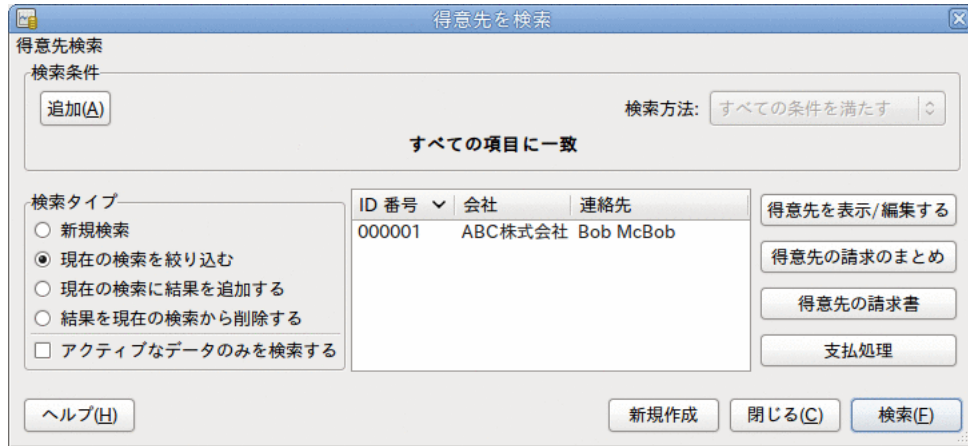 得意先を検索
得意先検索
検索条件
追加(A)
検索方法: すべての条件を満たす
すべての項目に一致
検索タイプ
新規検索
現在の検索を絞り込む
現在の検索に結果を追加する
結果を現在の検索から削除する
アクティブなデータのみを検索する
ID 番号 会社 連絡先
000001 ABC株式会社 Bob McBob
得意先を表示/編集する
得意先の請求のまとめ
得意先の請求書
支払処理
ヘルプ(H) 新規作成 閉じる(C) 検索(F)